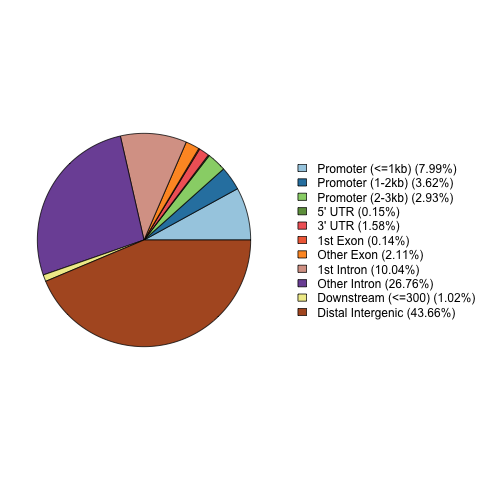 Promoter (<=1kb) (7.99%)
Promoter (1-2kb) (3.62%)
Promoter (2-3kb) (2.93%)
5' UTR (0.15%)
3' UTR (1.58%)
1st Exon (0.14%)
Other Exon (2.11%)
1st Intron (10.04%)
Other Intron (26.76%)
Downstream (<=300) (1.02%)
Distal Intergenic (43.66%)